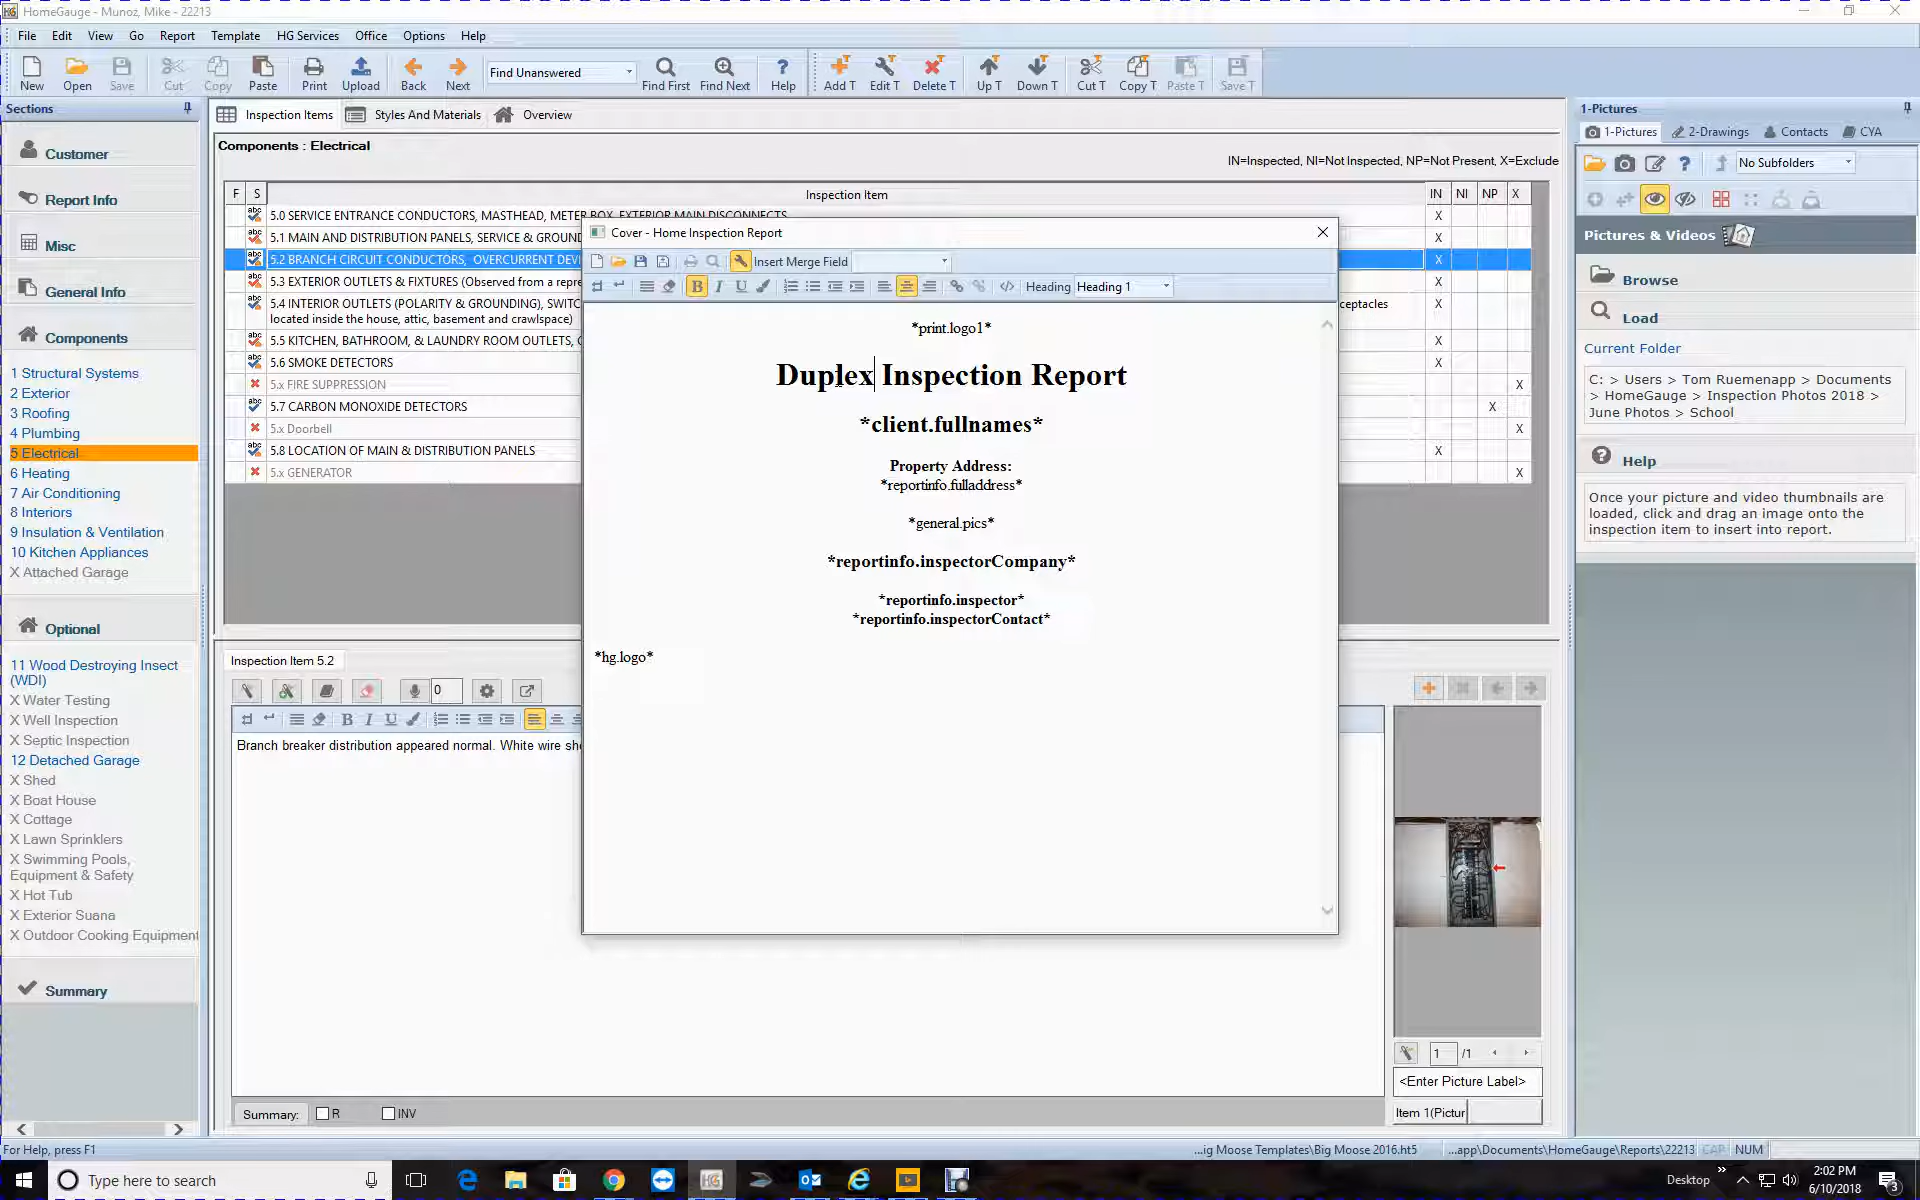 HomeGauge - Munoz, Mike - 22213
File Edit View Go Report Template HG Services Office Options Help
New Open Save Cut Copy Paste Print Upload Back Next Find Unanswered Find First Find Next Help Add T Edit T Delete T Up T Down T Cut T Copy T Paste T Save T
Sections
Customer
Report Info
Misc
General Info
Components
1 Structural Systems
2 Exterior
3 Roofing
4 Plumbing
5 Electrical
6 Heating
7 Air Conditioning
8 Interiors
9 Insulation & Ventilation
10 Kitchen Appliances
X Attached Garage
Optional
11 Wood Destroying Insect
(WDI)
X Water Testing
X Well Inspection
X Septic Inspection
12 Detached Garage
X Shed
X Boat House
X Cottage
X Lawn Sprinklers
X Swimming Pools,
Equipment & Safety
X Hot Tub
X Exterior Suana
X Outdoor Cooking Equipment
Summary
Inspection Items Styles And Materials Overview
Components : Electrical
IN=Inspected, NI=Not Inspected, NP=Not Present, X=Exclude
F S Inspection Item IN NI NP X
5.0 SERVICE ENTRANCE CONDUCTORS, MASTHEAD, METER BOX, EXTERIOR MAIN DISCONNECTS X
5.1 MAIN AND DISTRIBUTION PANELS, SERVICE & GROUND X
5.2 BRANCH CIRCUIT CONDUCTORS, OVERCURRENT DEVI X
5.3 EXTERIOR OUTLETS & FIXTURES (Observed from a repre X
5.4 INTERIOR OUTLETS (POLARITY & GROUNDING), SWITC ceptacles X
located inside the house, attic, basement and crawlspace)
5.5 KITCHEN, BATHROOM, & LAUNDRY ROOM OUTLETS, X
5.6 SMOKE DETECTORS X
5.x FIRE SUPPRESSION X
5.7 CARBON MONOXIDE DETECTORS X
5.x Doorbell X
5.8 LOCATION OF MAIN & DISTRIBUTION PANELS X
5.x GENERATOR X
Cover - Home Inspection Report
Insert Merge Field
B I U Heading Heading 1
*print.logo1*
Duplex Inspection Report
*client.fullnames*
Property Address:
*reportinfo.fulladdress*
*general.pics*
*reportinfo.inspectorCompany*
*reportinfo.inspector*
*reportinfo.inspectorContact*
*hg.logo*
Inspection Item 5.2
0
B I U
Branch breaker distribution appeared normal. White wire sh
Summary: R INV
1 /1
<Enter Picture Label>
Item 1(Pictur
1-Pictures
1-Pictures 2-Drawings Contacts CYA
No Subfolders
Pictures & Videos
Browse
Load
Current Folder
C: > Users > Tom Ruemenapp > Documents
> HomeGauge > Inspection Photos 2018 >
June Photos > School
Help
Once your picture and video thumbnails are
loaded, click and drag an image onto the
inspection item to insert into report.
For Help, press F1
...ig Moose Templates\Big Moose 2016.ht5 ...app\Documents\HomeGauge\Reports\22213 CAP NUM
Type here to search
HG
Desktop
2:02 PM
6/10/2018
3